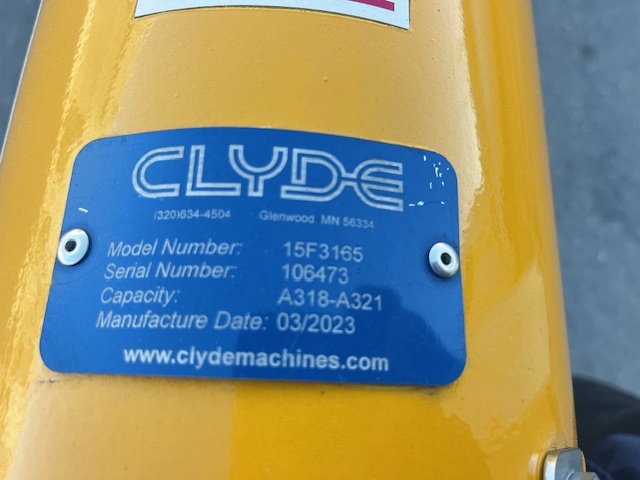 CLYDE
(320)634-4504 Glenwood MN 56334
Model Number: 15F3165
Serial Number: 106473
Capacity: A318-A321
Manufacture Date: 03/2023
www.clydemachines.com